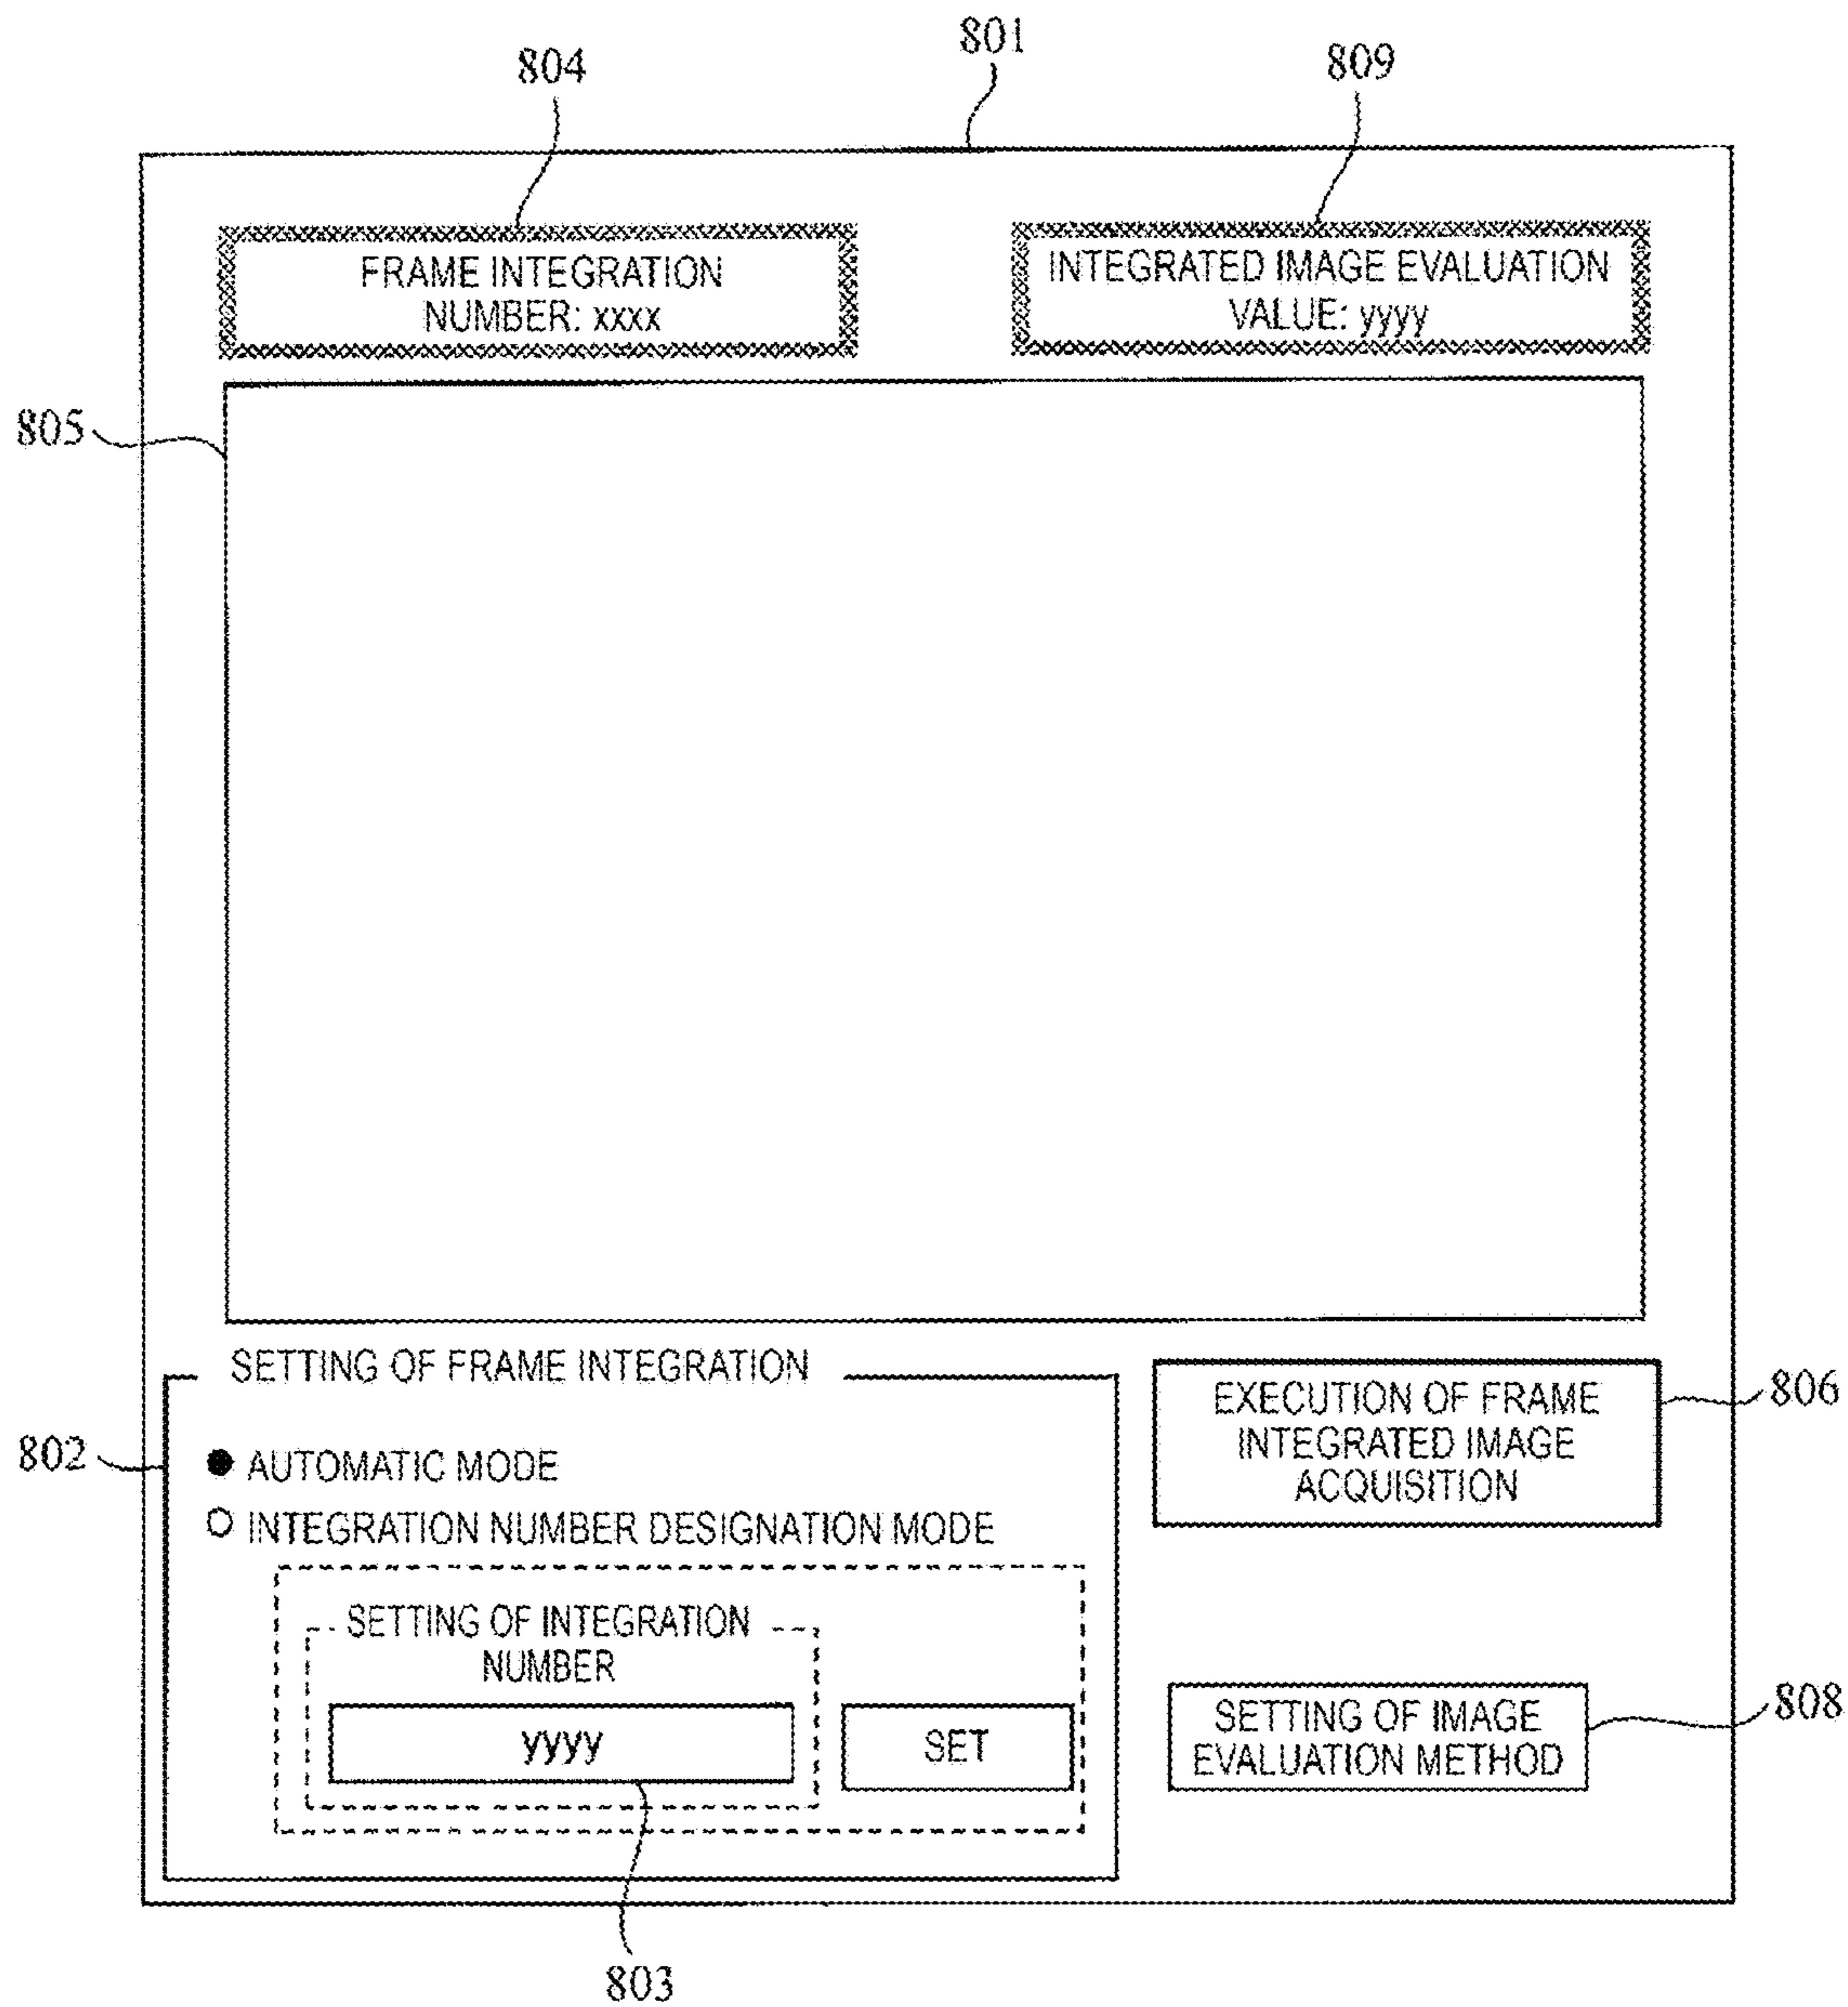 801
804
809
FRAME INTEGRATION
NUMBER: xxxx
INTEGRATED IMAGE EVALUATION
VALUE: yyyy
805
SETTING OF FRAME INTEGRATION
802
AUTOMATIC MODE
INTEGRATION NUMBER DESIGNATION MODE
SETTING OF INTEGRATION
NUMBER
yyyy
SET
803
EXECUTION OF FRAME
INTEGRATED IMAGE
ACQUISITION
806
SETTING OF IMAGE
EVALUATION METHOD
808